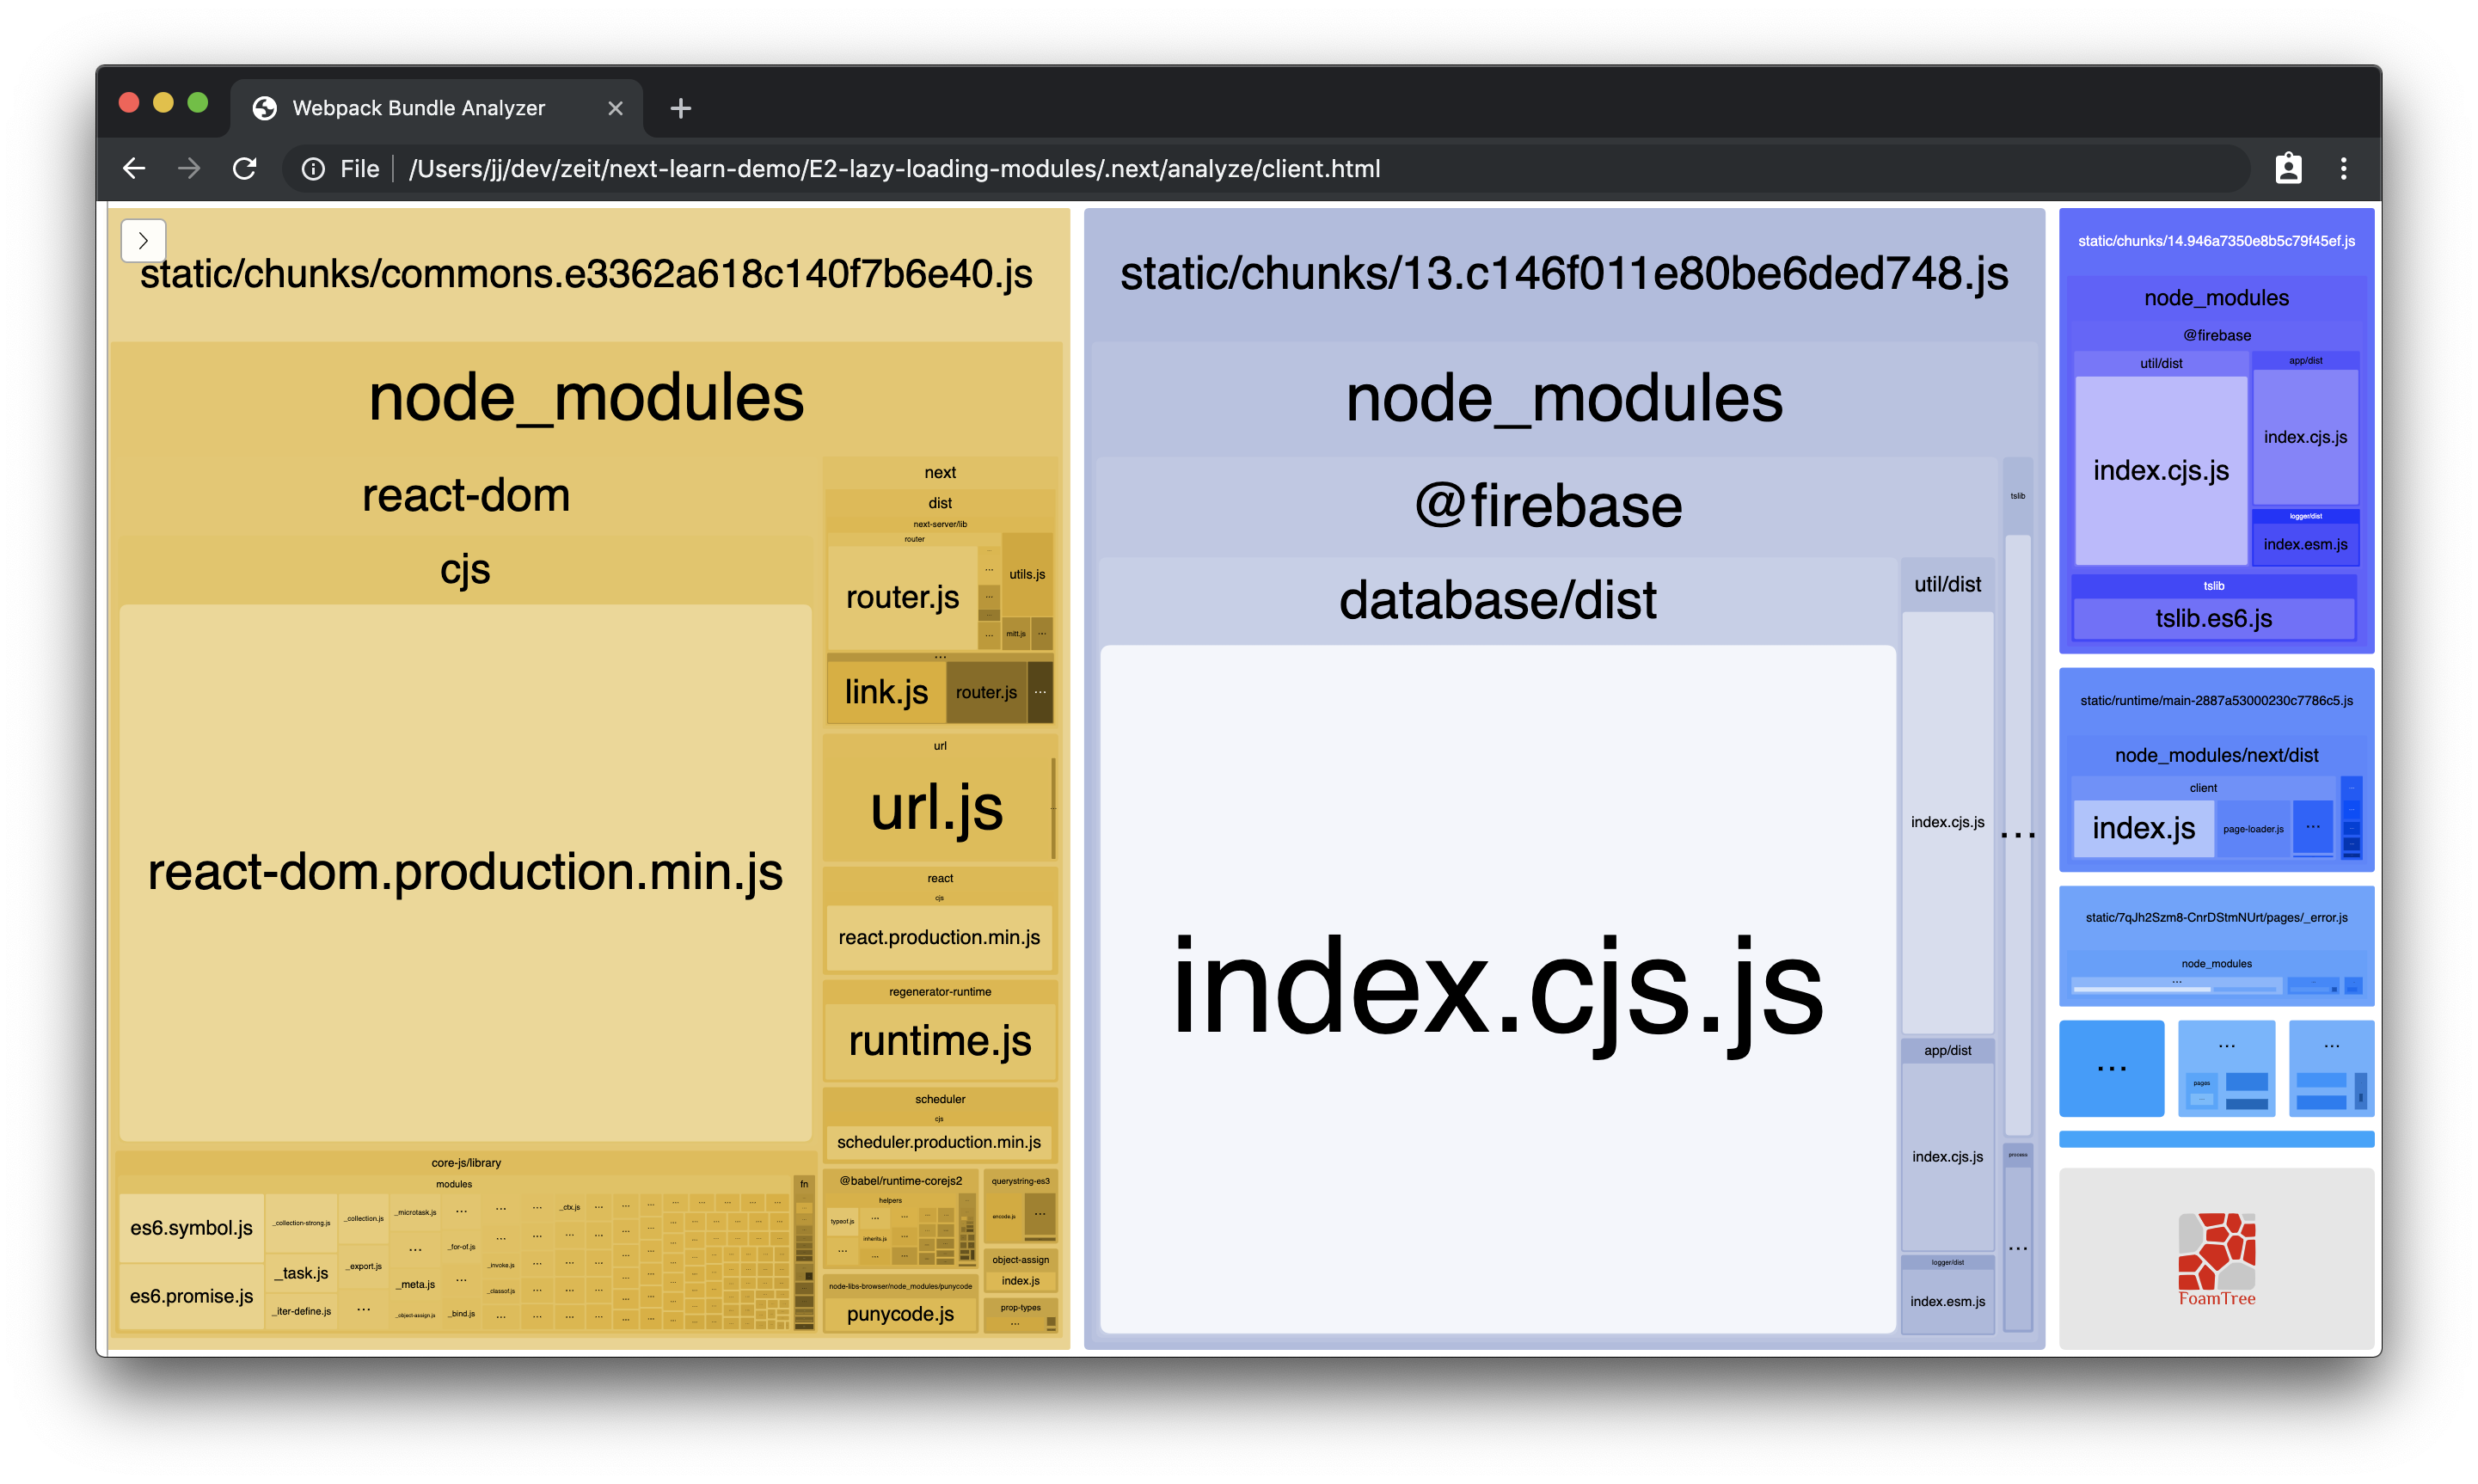 Webpack Bundle Analyzer
File
/Users/jj/dev/zeit/next-learn-demo/E2-lazy-loading-modules/.next/analyze/client.html
static/chunks/commons.e3362a618c140f7b6e40.js
node_modules
react-dom
cjs
react-dom.production.min.js
core-js/library
modules
fn
es6.symbol.js
es6.promise.js
_collection-strong.js
_task.js
_iter-define.js
_collection.js
_export.js
...
_microtask.js
...
_meta.js
_object-assign.js
...
_for-of.js
...
_bind.js
_invoke.js
_classof.js
_ctx.js
next
dist
next-server/lib
router
router.js
utils.js
mitt.js
...
link.js
router.js
...
url
url.js
react
cjs
react.production.min.js
regenerator-runtime
runtime.js
scheduler
cjs
scheduler.production.min.js
@babel/runtime-corejs2
helpers
typeof.js
inherits.js
querystring-es3
encode.js
...
object-assign
index.js
node-libs-browser/node_modules/punycode
punycode.js
prop-types
...
static/chunks/13.c146f011e80be6ded748.js
node_modules
@firebase
database/dist
index.cjs.js
util/dist
index.cjs.js
app/dist
index.cjs.js
logger/dist
index.esm.js
tslib
...
process
...
static/chunks/14.946a7350e8b5c79f45ef.js
node_modules
@firebase
util/dist
index.cjs.js
app/dist
index.cjs.js
logger/dist
index.esm.js
tslib
tslib.es6.js
static/runtime/main-2887a53000230c7786c5.js
node_modules/next/dist
client
index.js
page-loader.js
...
static/7qJh2Szm8-CnrDStmNUrt/pages/_error.js
node_modules
...
...
...
pages
...
FoamTree